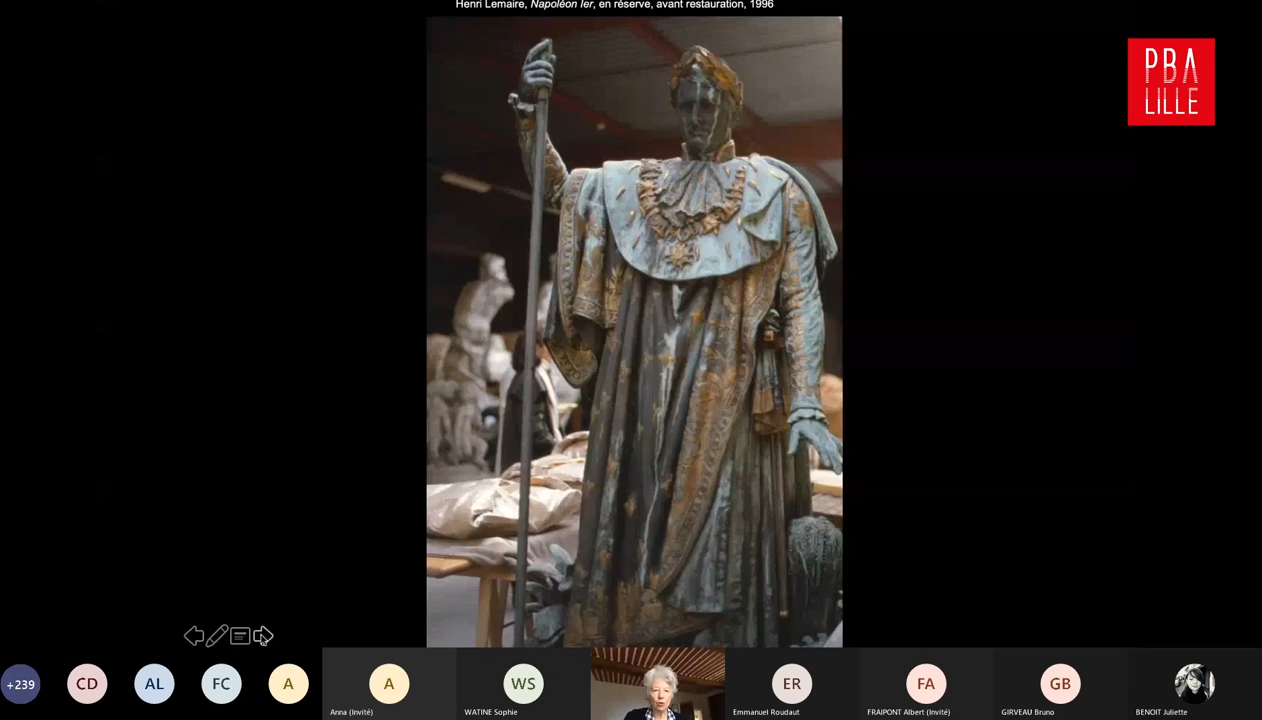 Henri Lemaire, Napoléon Ier, en réserve, avant restauration, 1996
PBA
LILLE
+239
CD
AL
FC
A
A
WS
ER
FA
GB
Anna (Invité)
WATINE Sophie
Emmanuel Roudaut
FRAIPONT Albert (Invité)
GIRVEAU Bruno
BENOIT Juliette